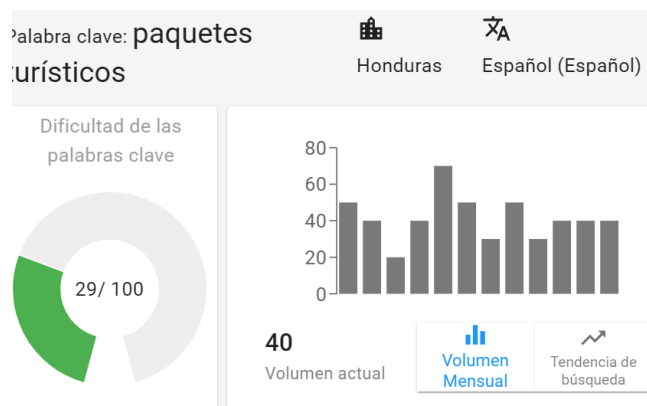 Palabra clave: paquetes
turísticos
Honduras
Español (Español)
Dificultad de las
palabras clave
29/ 100
80
60
40
20
0
40
Volumen actual
Volumen
Mensual
Tendencia de
búsqueda